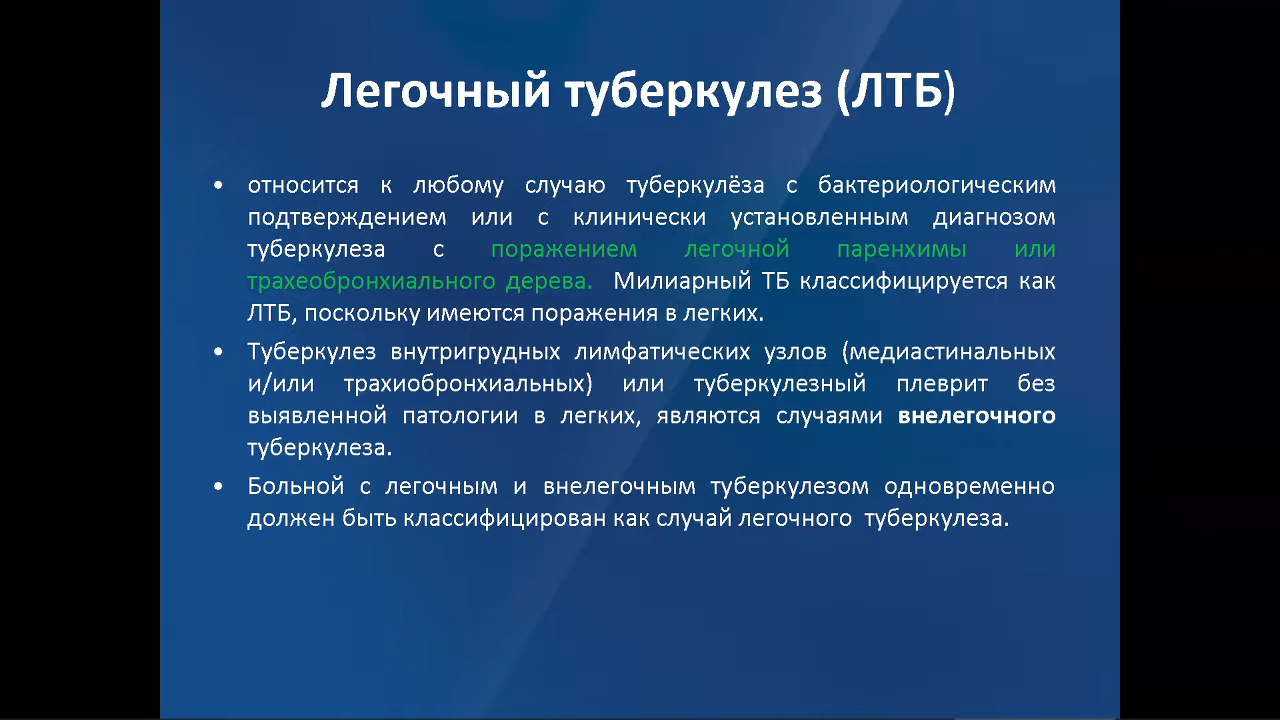 Легочный туберкулез (ЛТБ)
• относится к любому случаю туберкулёза с бактериологическим
подтверждением или с клинически установленным диагнозом
туберкулеза с поражением легочной паренхимы или
трахеобронхиального дерева. Милиарный ТБ классифицируется как
ЛТБ, поскольку имеются поражения в легких.
• Туберкулез внутригрудных лимфатических узлов (медиастинальных
и/или трахиобронхиальных) или туберкулезный плеврит без
выявленной патологии в легких, являются случаями внелегочного
туберкулеза.
• Больной с легочным и внелегочным туберкулезом одновременно
должен быть классифицирован как случай легочного туберкулеза.